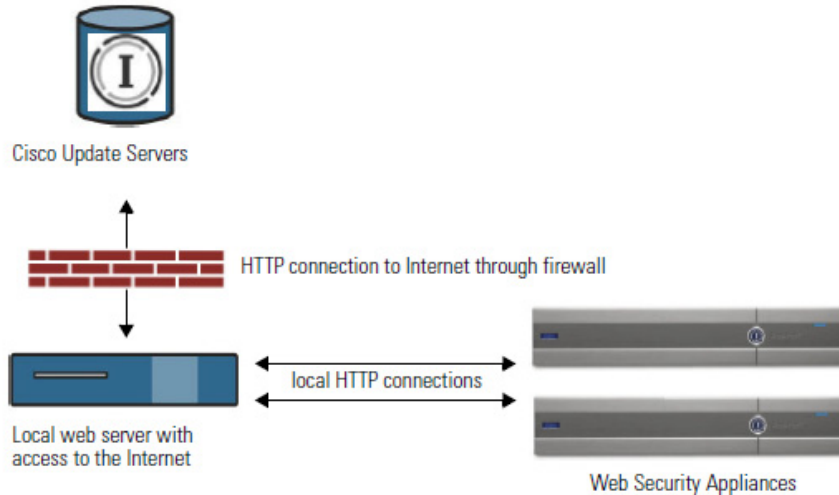 I
Cisco Update Servers
HTTP connection to Internet through firewall
local HTTP connections
Local web server with
access to the Internet
Web Security Appliances